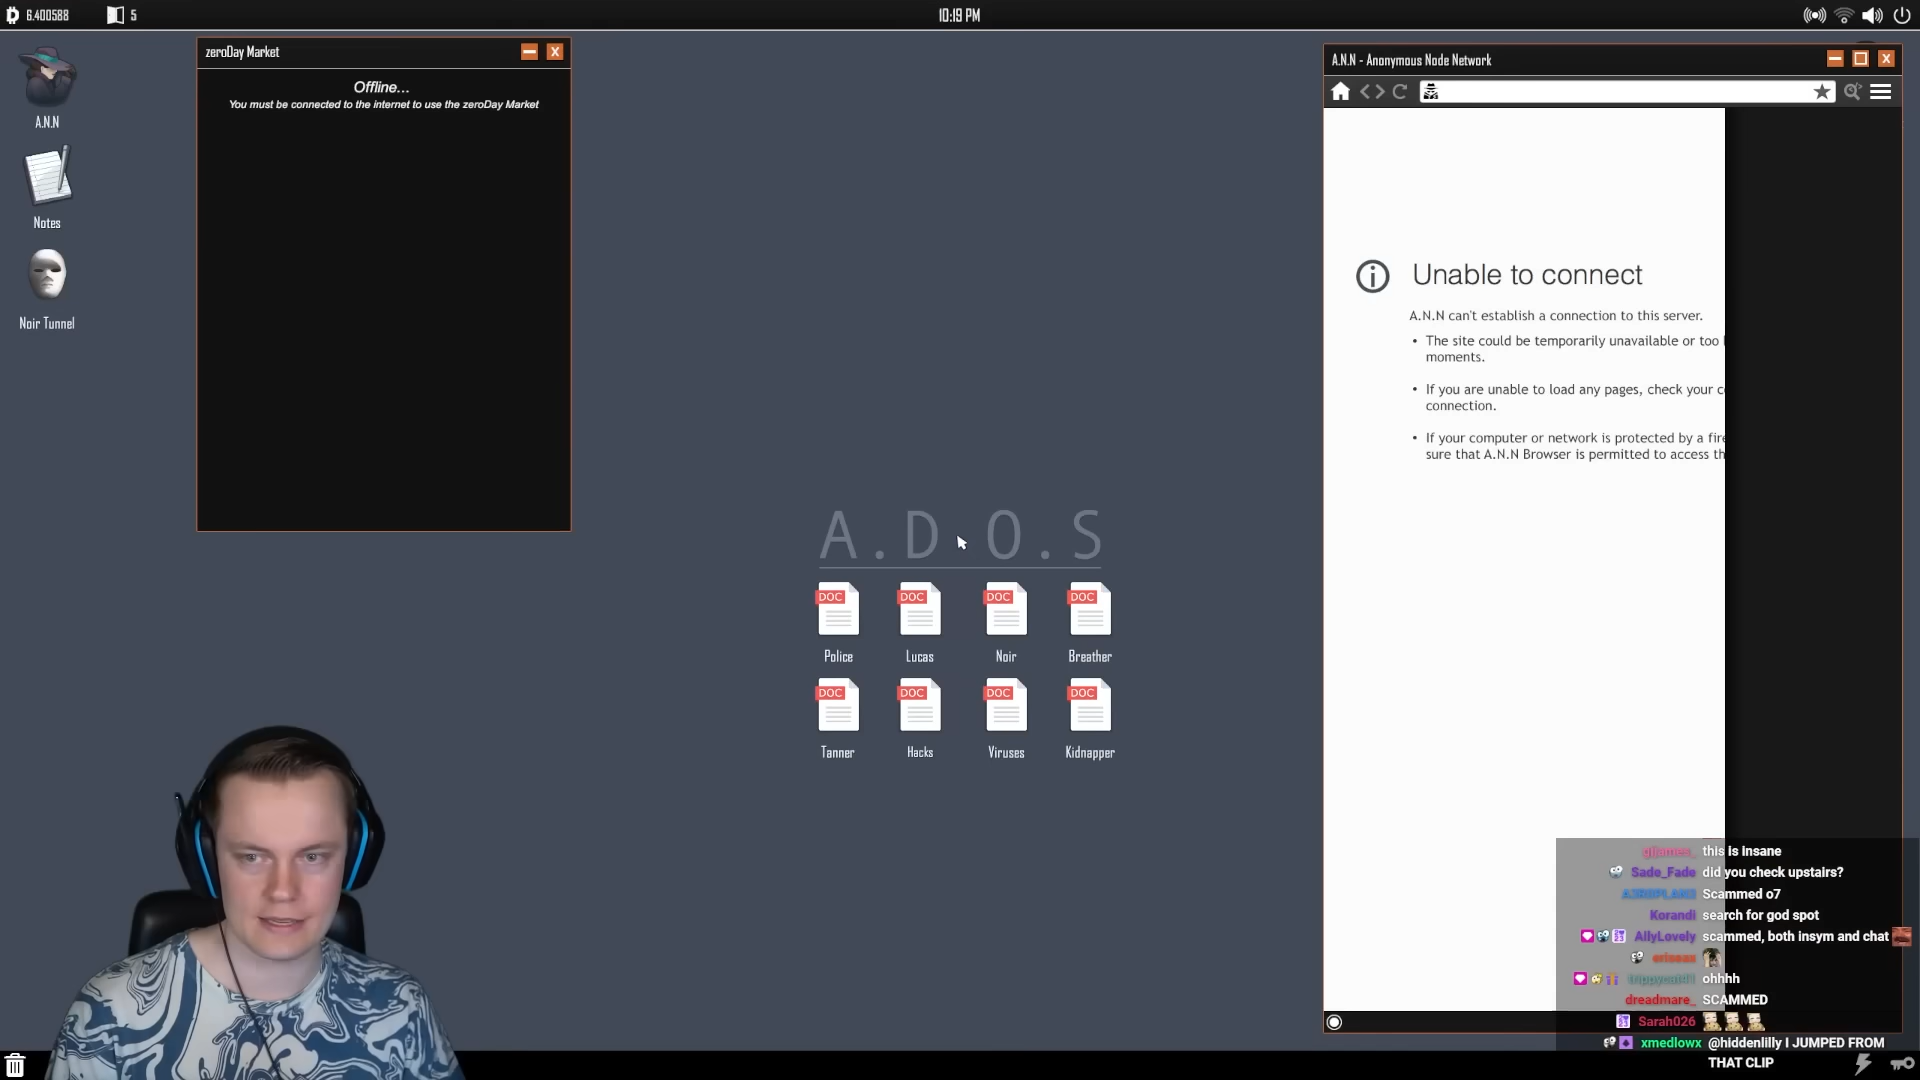 6.400588
5
10:19 PM
zeroDay Market
Offline...
You must be connected to the internet to use the zeroDay Market
A.N.N
Notes
Noir Tunnel
A.D.O.S
DOC
DOC
DOC
DOC
Police
Lucas
Noir
Breather
DOC
DOC
DOC
DOC
Tanner
Hacks
Viruses
Kidnapper
A.N.N - Anonymous Node Network
Unable to connect
A.N.N can't establish a connection to this server.
• The site could be temporarily unavailable or too
moments.
• If you are unable to load any pages, check your
connection.
• If your computer or network is protected by a
sure that A.N.N Browser is permitted to access
this is insane
Sade_Fade did you check upstairs?
Scammed o7
Korandi search for god spot
AllyLovely scammed, both insym and chat
ohhhh
dreadmare_ SCAMMED
Sarah026
xmedlowx @hiddenlilly I JUMPED FROM
THAT CLIP